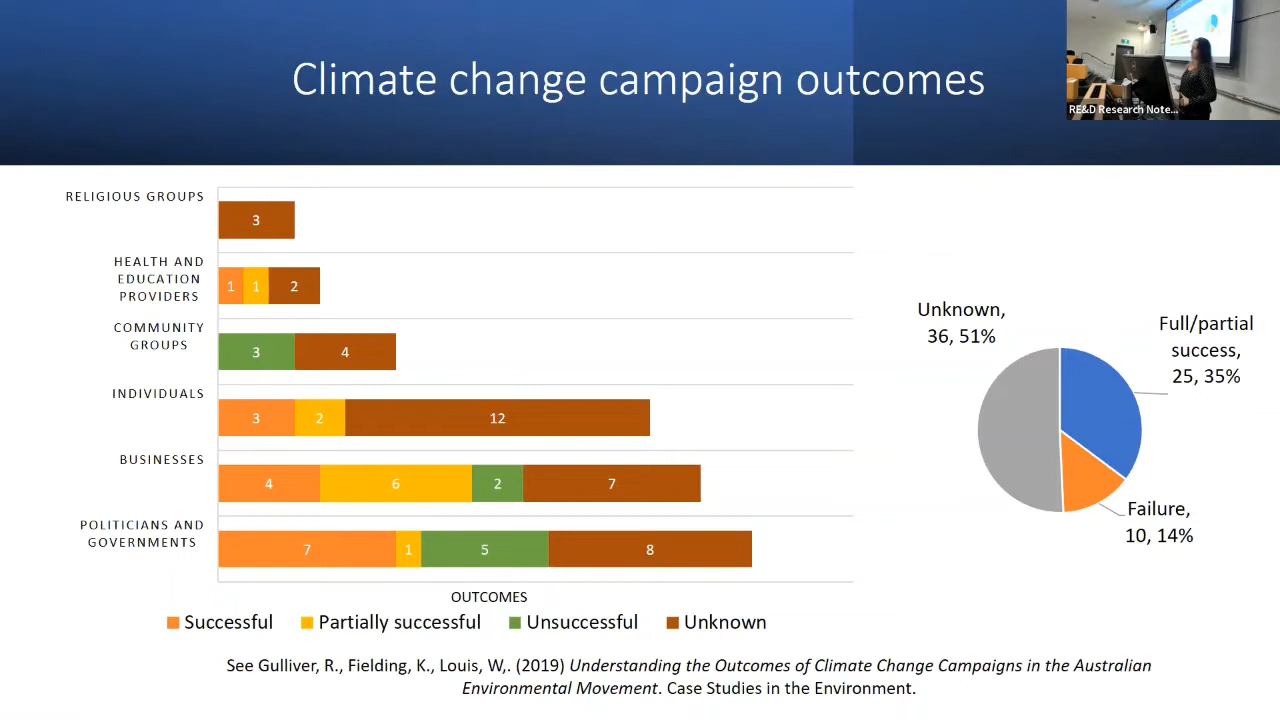 Climate change campaign outcomes
RE&D Research Note...
RELIGIOUS GROUPS
3
HEALTH AND
EDUCATION
PROVIDERS
1 1 2
COMMUNITY
GROUPS
3 4
INDIVIDUALS
3 2 12
BUSINESSES
4 6 2 7
POLITICIANS AND
GOVERNMENTS
7 1 5 8
OUTCOMES
Successful Partially successful Unsuccessful Unknown
Unknown,
36, 51%
Full/partial
success,
25, 35%
Failure,
10, 14%
See Gulliver, R., Fielding, K., Louis, W,. (2019) Understanding the Outcomes of Climate Change Campaigns in the Australian
Environmental Movement. Case Studies in the Environment.